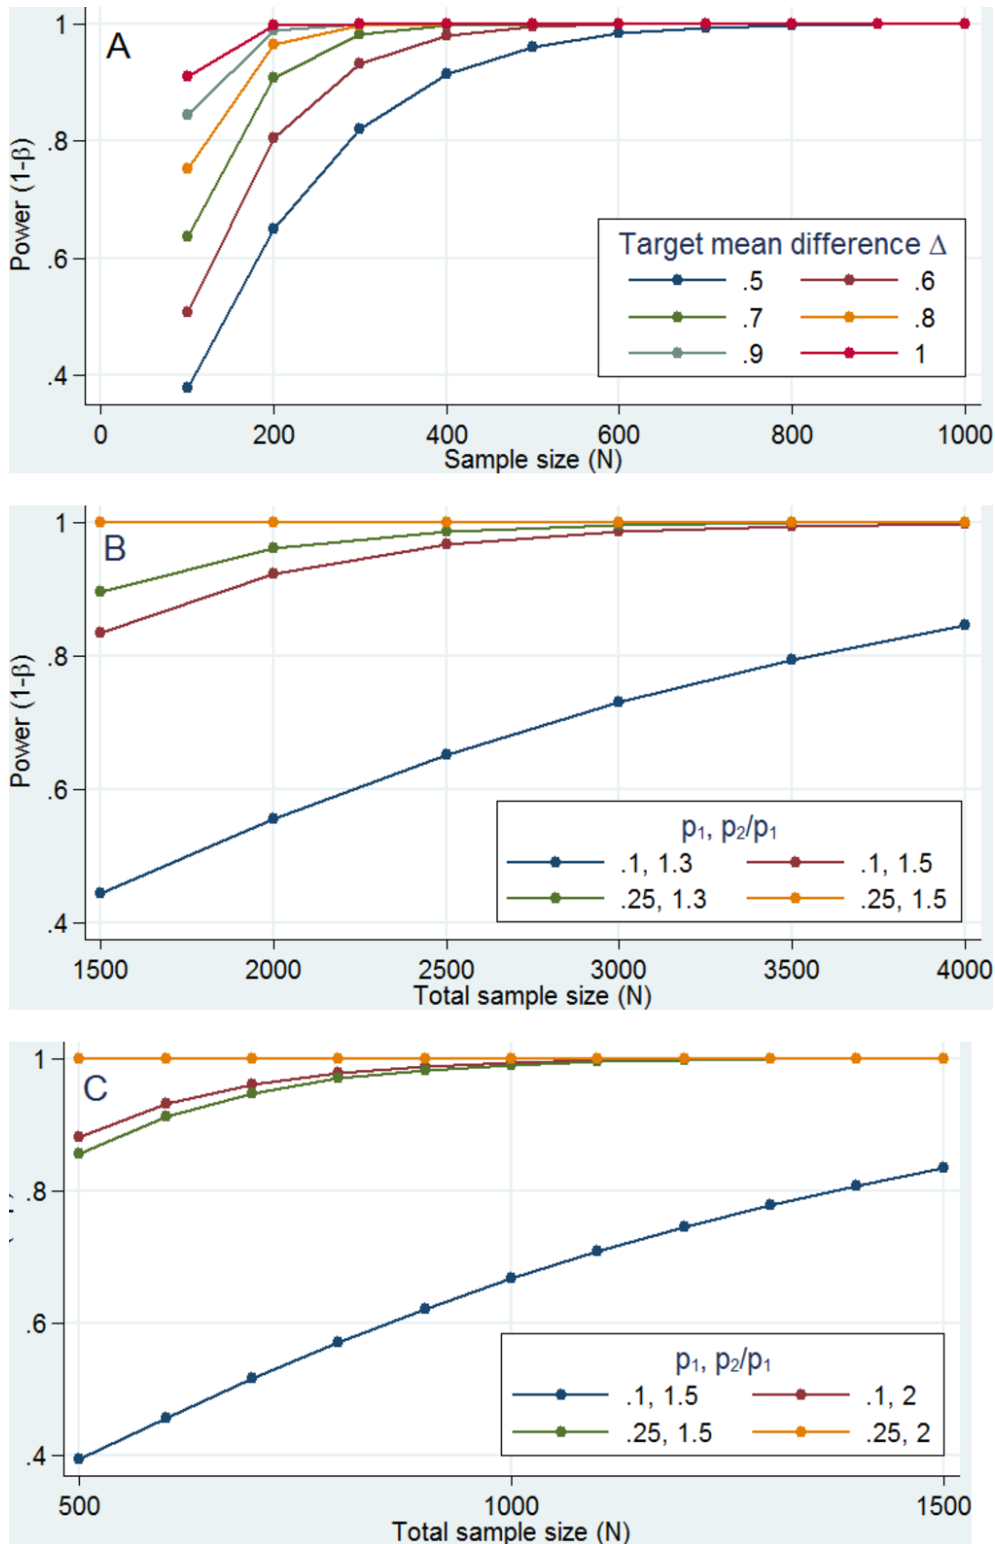 A
1
.8
.6
.4
Power (1-β)
Target mean difference Δ
.5 .6
.7 .8
.9 1
0 200 400 600 800 1000
Sample size (N)
B
1
.8
.6
.4
Power (1-β)
p₁, p₂/p₁
.1, 1.3 .1, 1.5
.25, 1.3 .25, 1.5
1500 2000 2500 3000 3500 4000
Total sample size (N)
C
1
.8
.6
.4
p₁, p₂/p₁
.1, 1.5 .1, 2
.25, 1.5 .25, 2
500 1000 1500
Total sample size (N)